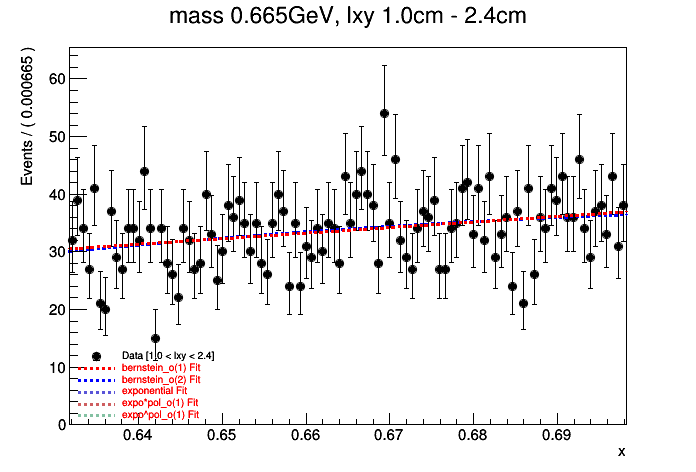 mass 0.665GeV, lxy 1.0cm - 2.4cm
Events / ( 0.000665 )
60
50
40
30
20
10
0
Data [1.0 < lxy < 2.4]
bernstein_o(1) Fit
bernstein_o(2) Fit
exponential Fit
expo*pol_o(1) Fit
expp^pol_o(1) Fit
0.64 0.65 0.66 0.67 0.68 0.69
x